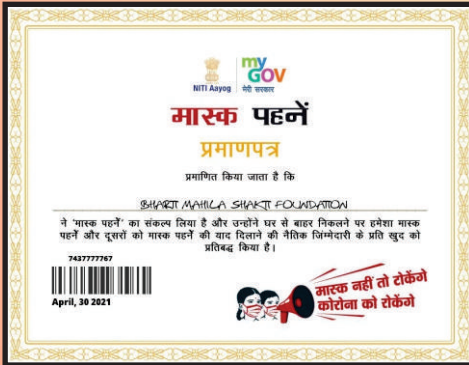 NITI Aayog
my
GOV
मेरी सरकार
मास्क पहनें
प्रमाणपत्र
प्रमाणित किया जाता है कि
BHARTI MAHILA SHAKTI FOUNDATION
ने 'मास्क पहनें' का संकल्प लिया है और उन्होंने घर से बाहर निकलने पर हमेशा मास्क
पहनें और दूसरों को मास्क पहनें की याद दिलाने की नैतिक जिंमेदारी के प्रति खुद को
प्रतिबद्ध किया है।
7437777767
April, 30 2021
मास्क नहीं तो टोकेंगे
कोरोना को रोकेंगे